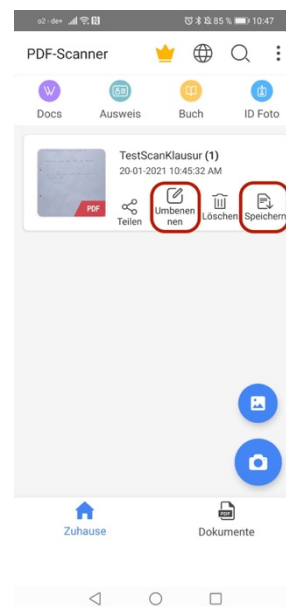 o2 - de+ 85 % 10:47
PDF-Scanner
W
Docs Ausweis Buch ID Foto
TestScanKlausur (1)
20-01-2021 10:45:32 AM
PDF
Teilen Umbenen Löschen Speichern
nen
Zuhause Dokumente